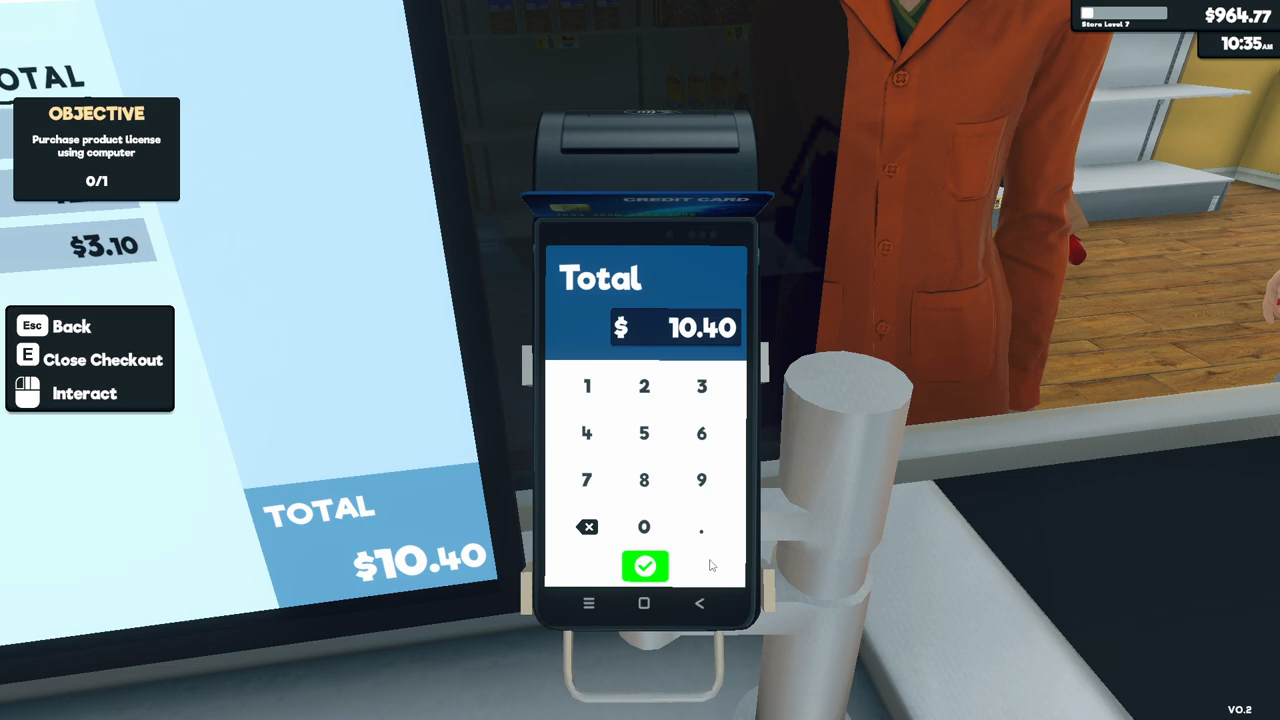 $964.77
Store Level 7
10:35AM
OTAL
OBJECTIVE
Purchase product license
using computer
0/1
$3.10
Esc Back
E Close Checkout
Interact
CREDIT CARD
Total
$ 10.40
1 2 3
4 5 6
7 8 9
0 .
TOTAL
$10.40
V0.2